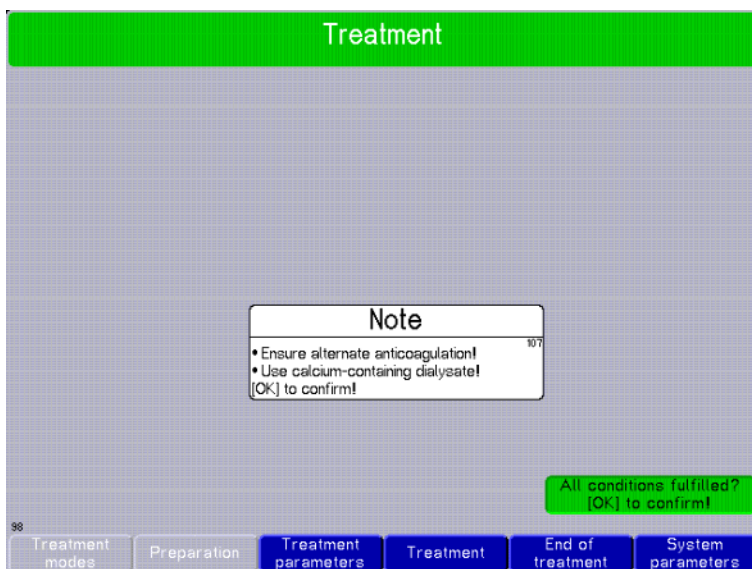 Treatment
Note
107
• Ensure alternate anticoagulation!
• Use calcium-containing dialysate!
[OK] to confirm!
All conditions fulfilled?
[OK] to confirm!
98
Treatment
modes
Preparation
Treatment
parameters
Treatment
End of
treatment
System
parameters